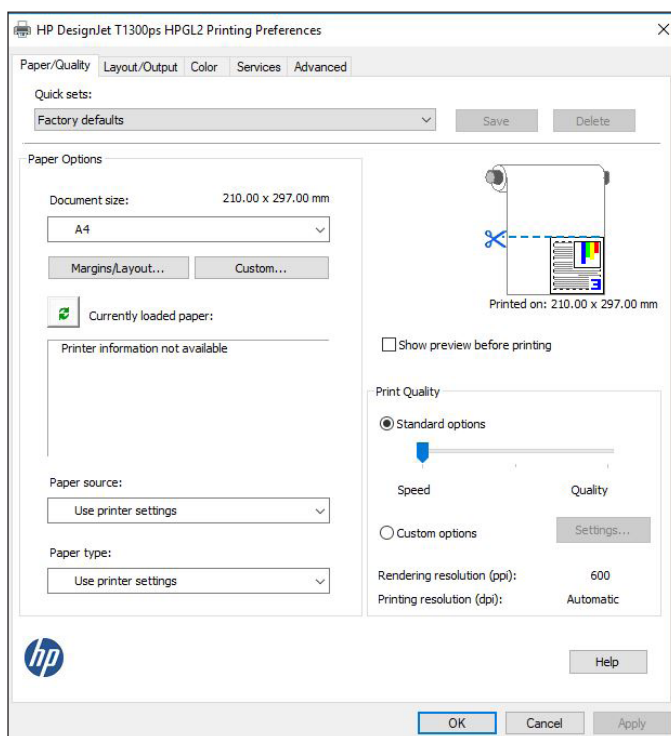 HP DesignJet T1300ps HPGL2 Printing Preferences
Paper/Quality Layout/Output Color Services Advanced
Quick sets:
Factory defaults
Save Delete
Paper Options
Document size: 210.00 x 297.00 mm
A4
Margins/Layout... Custom...
Currently loaded paper:
Printer information not available
Paper source:
Use printer settings
Paper type:
Use printer settings
3
Printed on: 210.00 x 297.00 mm
Show preview before printing
Print Quality
Standard options
Speed Quality
Custom options Settings...
Rendering resolution (ppi): 600
Printing resolution (dpi): Automatic
hp
Help
OK Cancel Apply